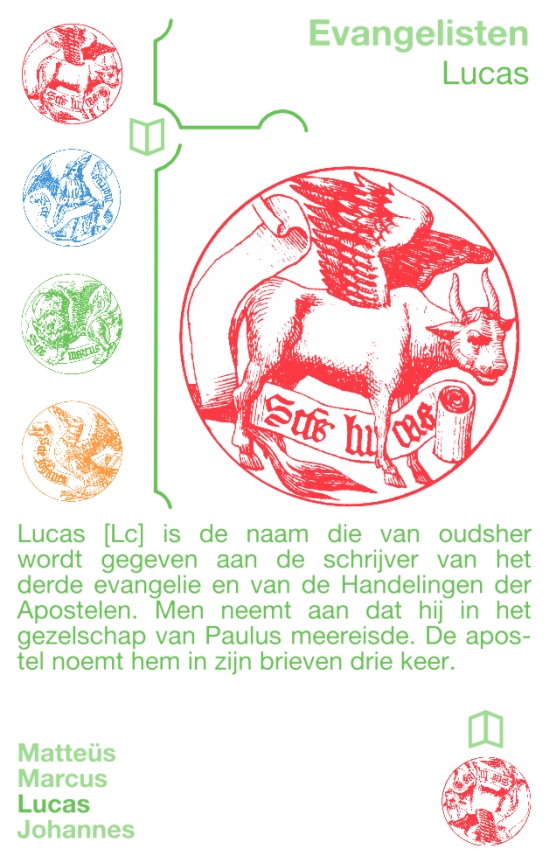 Evangelisten
Lucas
Scs lucas
Lucas [Lc] is de naam die van oudsher
wordt gegeven aan de schrijver van het
derde evangelie en van de Handelingen der
Apostelen. Men neemt aan dat hij in het
gezelschap van Paulus meereisde. De apos-
tel noemt hem in zijn brieven drie keer.
Matteüs
Marcus
Lucas
Johannes